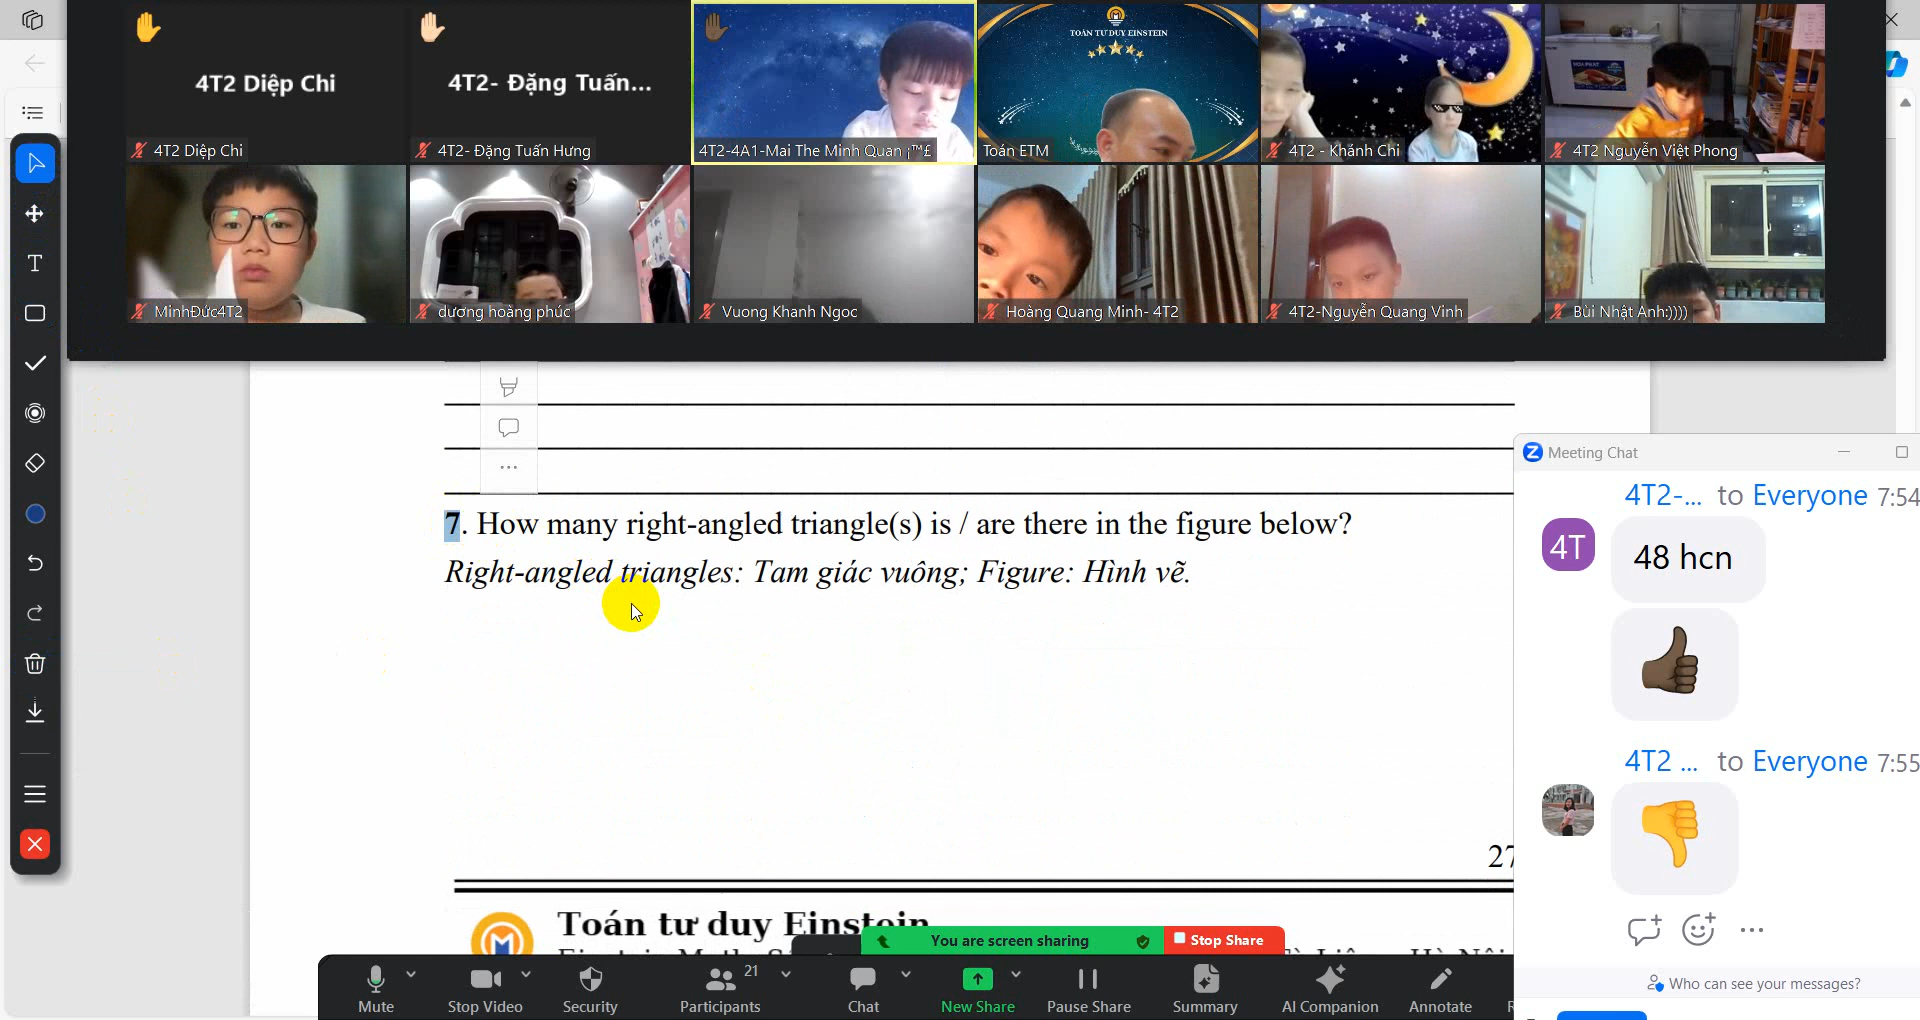 4T2 Diệp Chi
4T2- Đặng Tuấn...
TOÁN TƯ DUY EINSTEIN
4T2 Diệp Chi
4T2- Đặng Tuấn Hưng
4T2-4A1-Mai The Minh Quan ¡™£
Toán ETM
4T2 - Khánh Chi
4T2 Nguyễn Việt Phong
MinhĐức4T2
dương hoàng phúc
Vuong Khanh Ngoc
Hoàng Quang Minh- 4T2
4T2-Nguyễn Quang Vinh
Bùi Nhật Anh:))))
7. How many right-angled triangle(s) is / are there in the figure below?
Right-angled triangles: Tam giác vuông; Figure: Hình vẽ.
27
Toán tư duy Einstein
Meeting Chat
4T2-... to Everyone 7:54
4T
48 hcn
4T2 ... to Everyone 7:55
Who can see your messages?
You are screen sharing
Stop Share
Mute
Stop Video
Security
21
Participants
Chat
New Share
Pause Share
Summary
AI Companion
Annotate